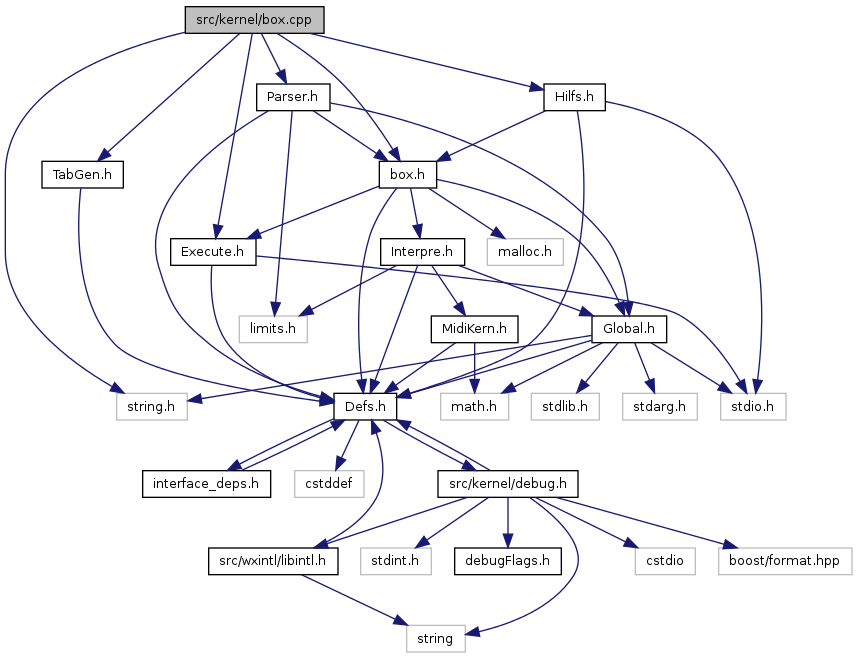 src/kernel/box.cpp
Parser.h
Hilfs.h
TabGen.h
box.h
Execute.h
Interpre.h
malloc.h
limits.h
MidiKern.h
Global.h
string.h
Defs.h
math.h
stdlib.h
stdarg.h
stdio.h
interface_deps.h
cstddef
src/kernel/debug.h
src/wxintl/libintl.h
stdint.h
debugFlags.h
cstdio
boost/format.hpp
string